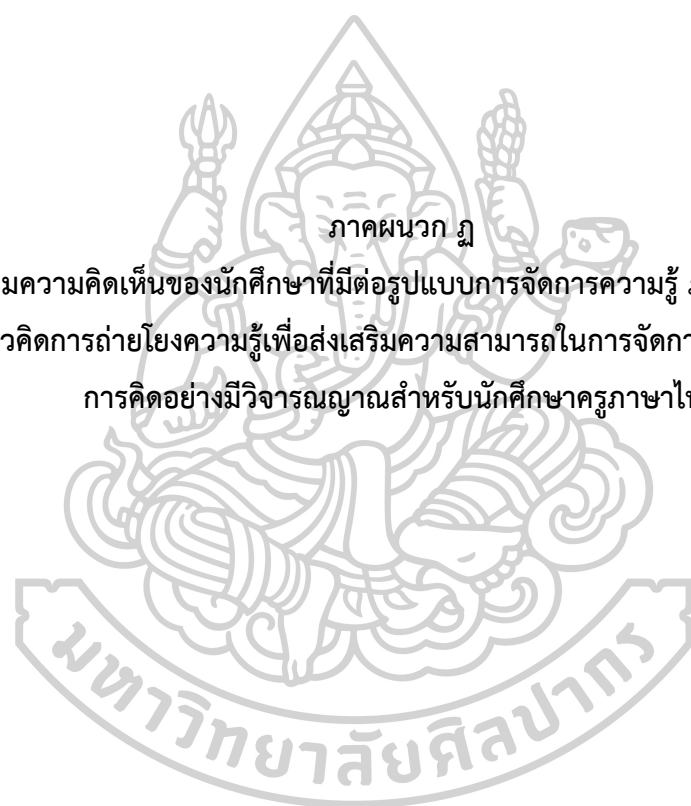 ภาคผนวก ฏ
มความคิดเห็นของนักศึกษาที่มีต่อรูปแบบการจัดการความรู้
วคิดการถ่ายโยงความรู้เพื่อส่งเสริมความสามารถในการจัดกา
การคิดอย่างมีวิจารณญาณสำหรับนักศึกษาครูภาษาไท
มหาวิทยาลัยศิลปากร